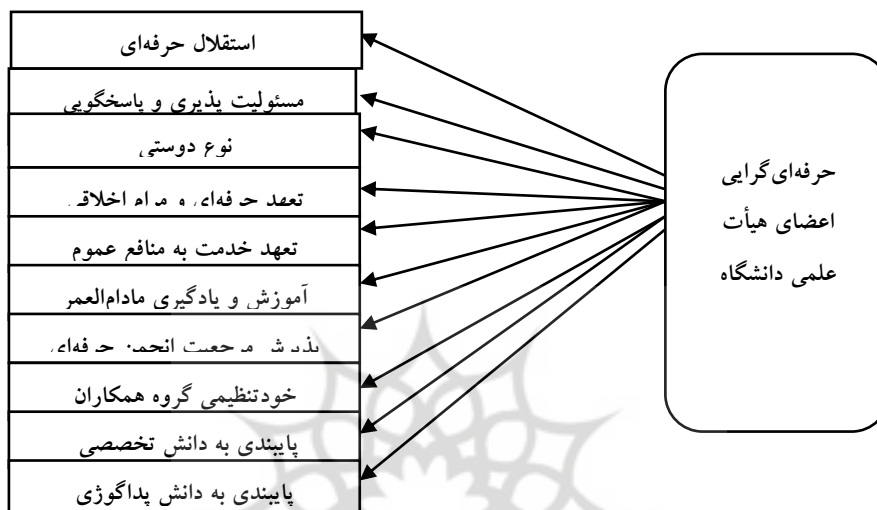 استقلال حرفه‌ای
مسئولیت پذیری و پاسخگویی
نوع دوستی
تعهد حرفه‌ای و مرام اخلاقی
تعهد خدمت به منافع عموم
آموزش و یادگیری مادام‌العمر
پذیرش مرجعیت انجمن حرفه‌ای
خودتنظیمی گروه همکاران
پایبندی به دانش تخصصی
پایبندی به دانش پداگوژی
حرفه‌ای‌گرایی
اعضای هیأت
علمی دانشگاه